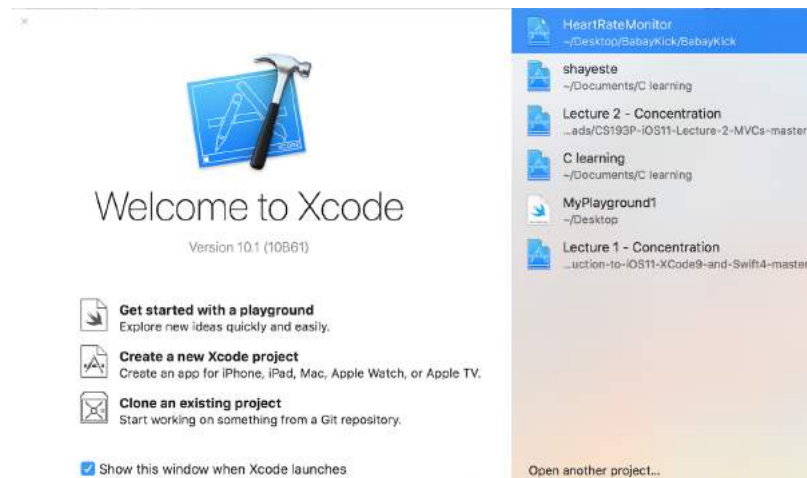 Welcome to Xcode
Version 10.1 (10B61)
Get started with a playground
Explore new ideas quickly and easily.
Create a new Xcode project
Create an app for iPhone, iPad, Mac, Apple Watch, or Apple TV.
Clone an existing project
Start working on something from a Git repository.
Show this window when Xcode launches
HeartRateMonitor
~/Desktop/BabayKick/BabayKick
shayeste
~/Documents/C learning
Lecture 2 - Concentration
...ads/CS193P-iOS11-Lecture-2-MVCs-master
C learning
~/Documents/C learning
MyPlayground1
~/Desktop
Lecture 1 - Concentration
...uction-to-iOS11-XCode9-and-Swift4-master
Open another project...